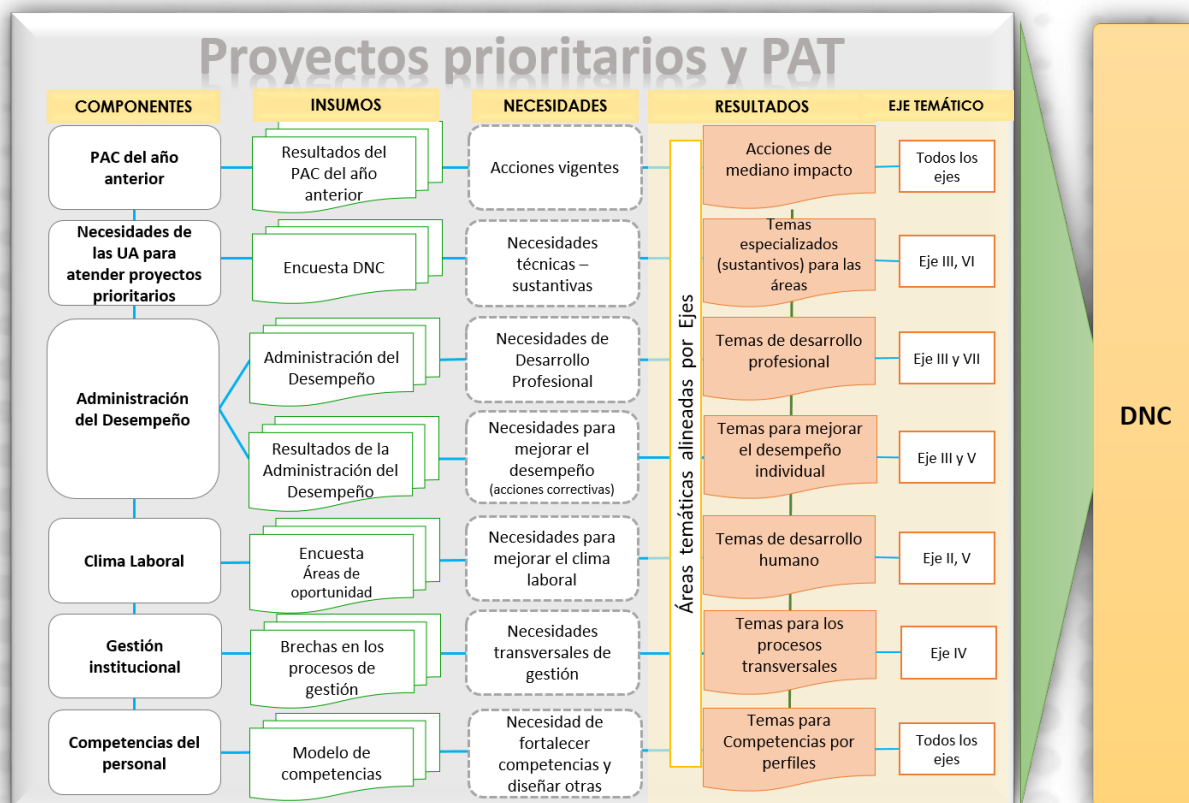 Proyectos prioritarios y PAT
COMPONENTES
INSUMOS
NECESIDADES
RESULTADOS
EJE TEMÁTICO
PAC del año
anterior
Resultados del
PAC del año
anterior
Acciones vigentes
Acciones de
mediano impacto
Todos los
ejes
Necesidades de
las UA para
atender proyectos
prioritarios
Encuesta DNC
Necesidades
técnicas –
sustantivas
Temas
especializados
(sustantivos) para las
áreas
Eje III, VI
Administración
del Desempeño
Administración del
Desempeño
Necesidades de
Desarrollo
Profesional
Temas de desarrollo
profesional
Eje III y VII
Resultados de la
Administración del
Desempeño
Necesidades para
mejorar el
desempeño
(acciones correctivas)
Temas para mejorar
el desempeño
individual
Eje III y V
Clima Laboral
Encuesta
Áreas de
oportunidad
Necesidades para
mejorar el clima
laboral
Temas de desarrollo
humano
Eje II, V
Gestión
institucional
Brechas en los
procesos de
gestión
Necesidades
transversales de
gestión
Temas para los
procesos
transversales
Eje IV
Competencias del
personal
Modelo de
competencias
Necesidad de
fortalecer
competencias y
diseñar otras
Temas para
Competencias por
perfiles
Todos los
ejes
Áreas temáticas alineadas por Ejes
DNC